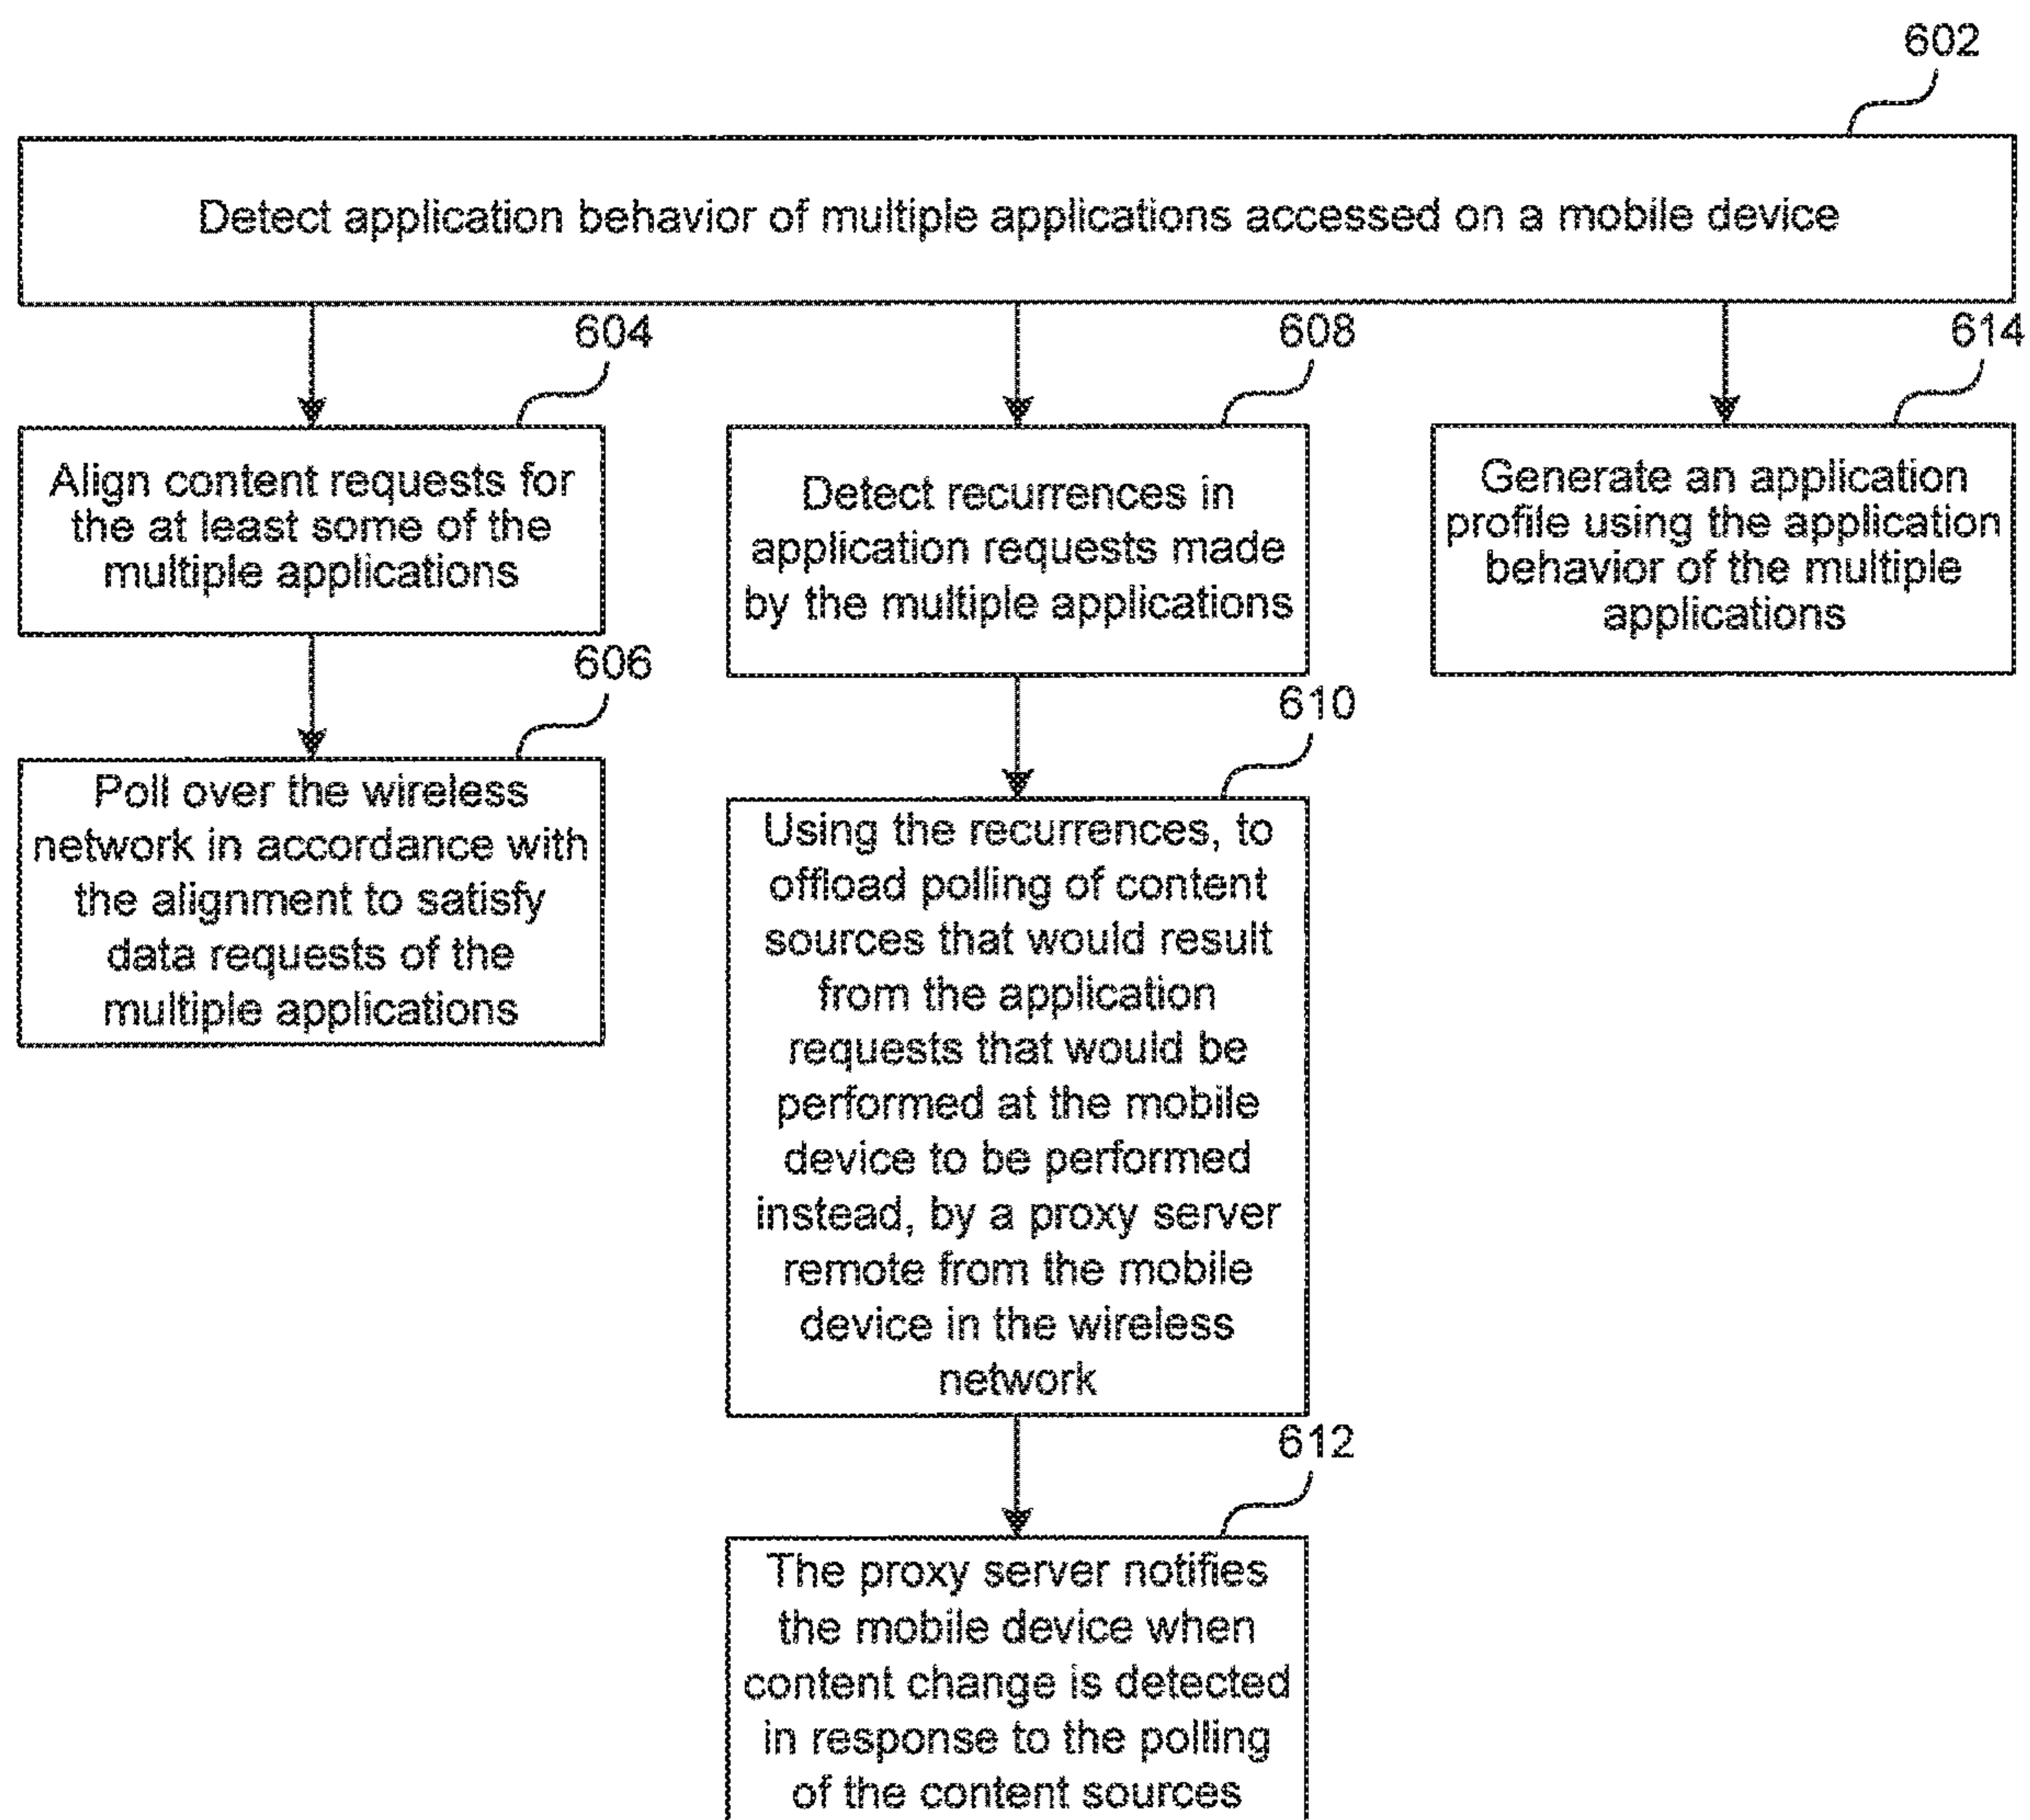 602
Detect application behavior of multiple applications accessed on a mobile device
604
Align content requests for
the at least some of the
multiple applications
606
Poll over the wireless
network in accordance with
the alignment to satisfy
data requests of the
multiple applications
608
Detect recurrences in
application requests made
by the multiple applications
610
Using the recurrences, to
offload polling of content
sources that would result
from the application
requests that would be
performed at the mobile
device to be performed
instead, by a proxy server
remote from the mobile
device in the wireless
network
612
The proxy server notifies
the mobile device when
content change is detected
in response to the polling
of the content sources
614
Generate an application
profile using the application
behavior of the multiple
applications